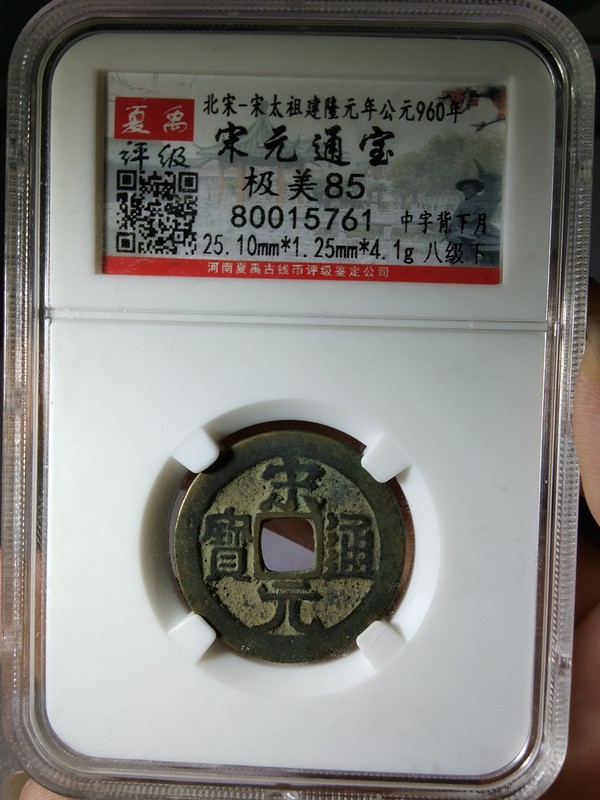 夏禹
评级
北宋-宋太祖建隆元年公元960年
宋元通宝
极美85
80015761 中字背下月
25.10mm*1.25mm*4.1g 八级下
河南夏禹古钱币评级鉴定公司
宋
寶 通
元